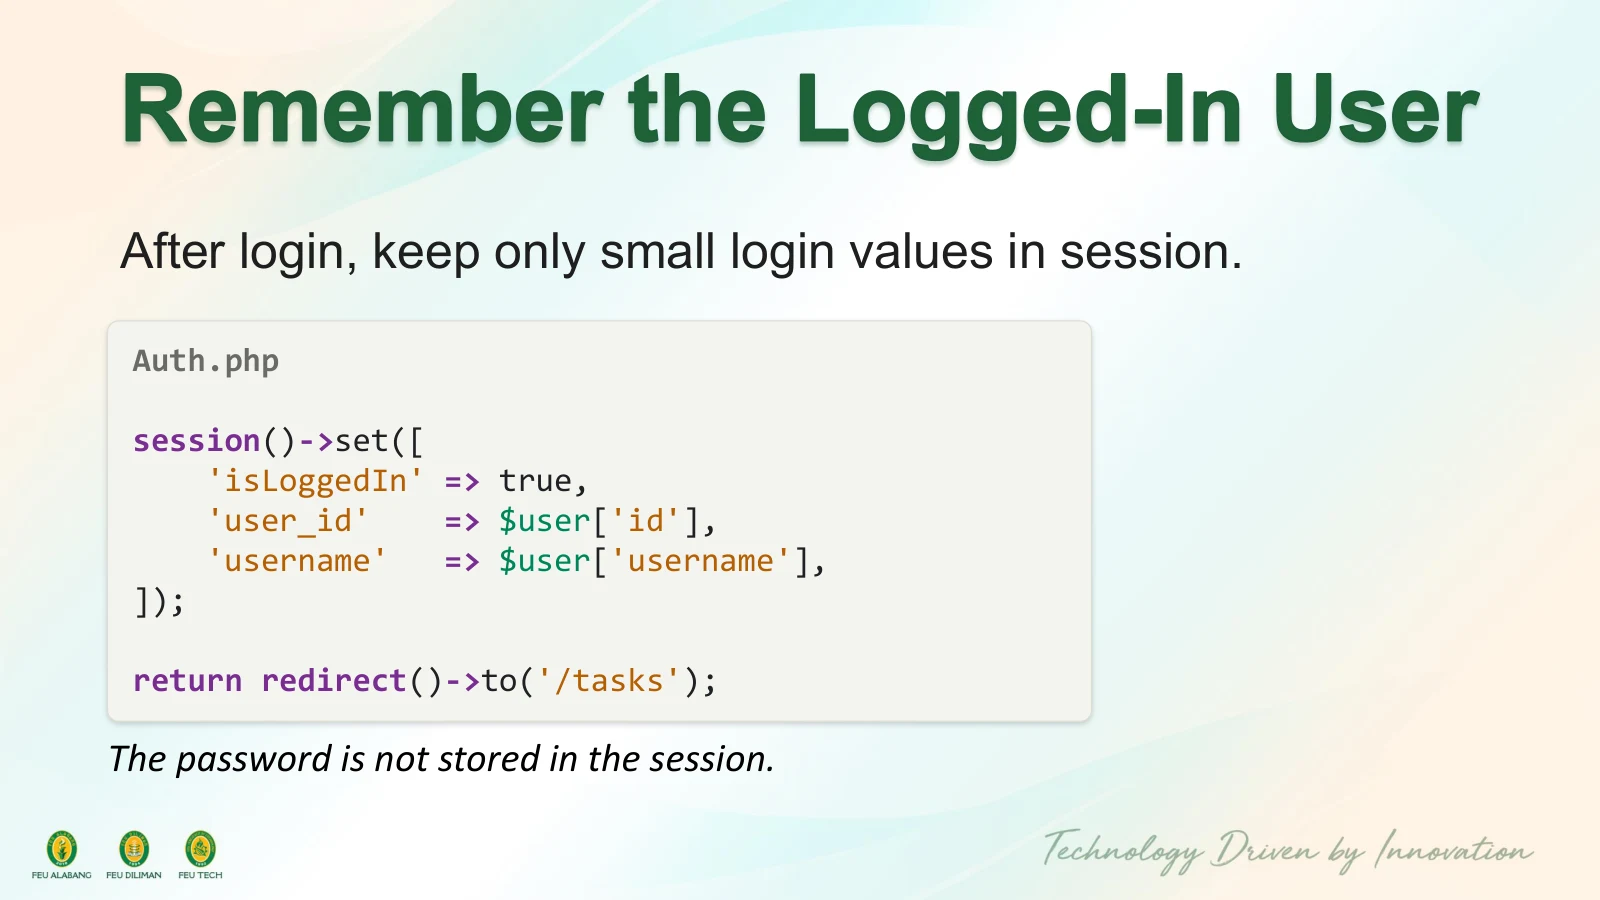 Remember the Logged-In User
After login, keep only small login values in session.
Auth.php
session()->set([
    'isLoggedIn' => true,
    'user_id'    => $user['id'],
    'username'   => $user['username'],
]);
return redirect()->to('/tasks');
The password is not stored in the session.
FEU ALABANG
FEU DILIMAN
FEU TECH
Technology Driven by Innovation